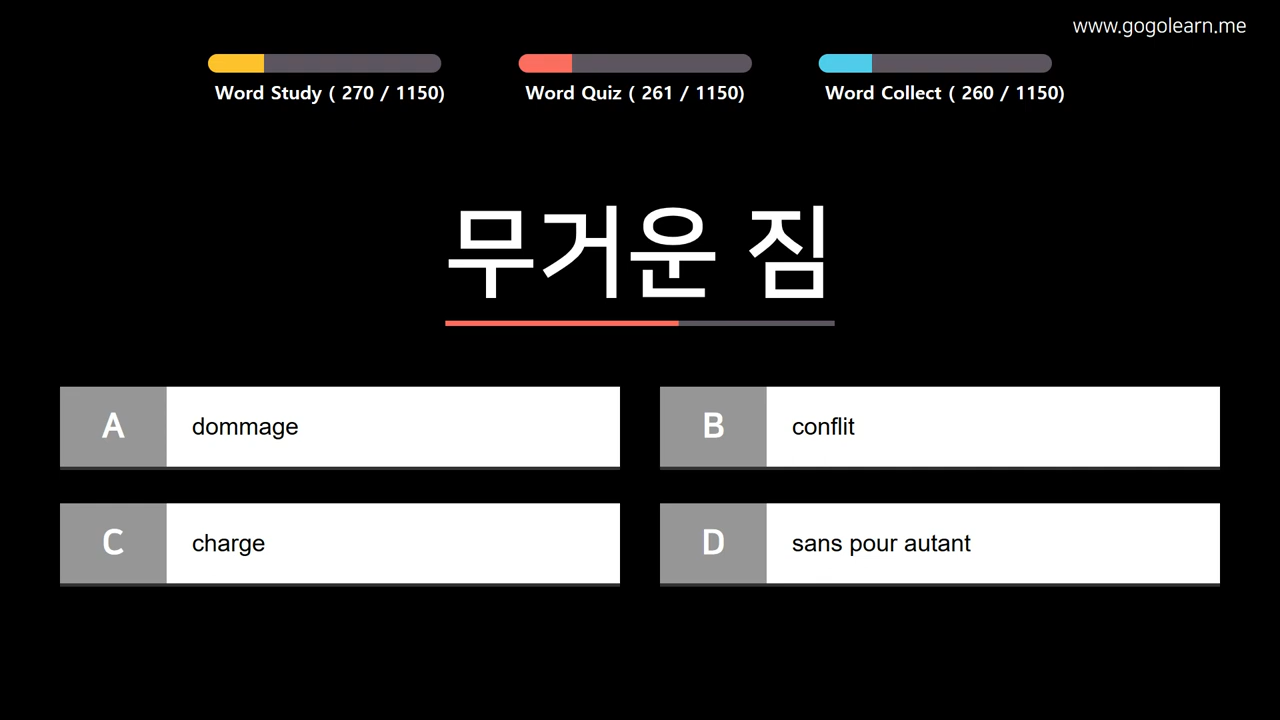 www.gogolearn.me
Word Study ( 270 / 1150)
Word Quiz ( 261 / 1150)
Word Collect ( 260 / 1150)
무거운 짐
A dommage
B conflit
C charge
D sans pour autant